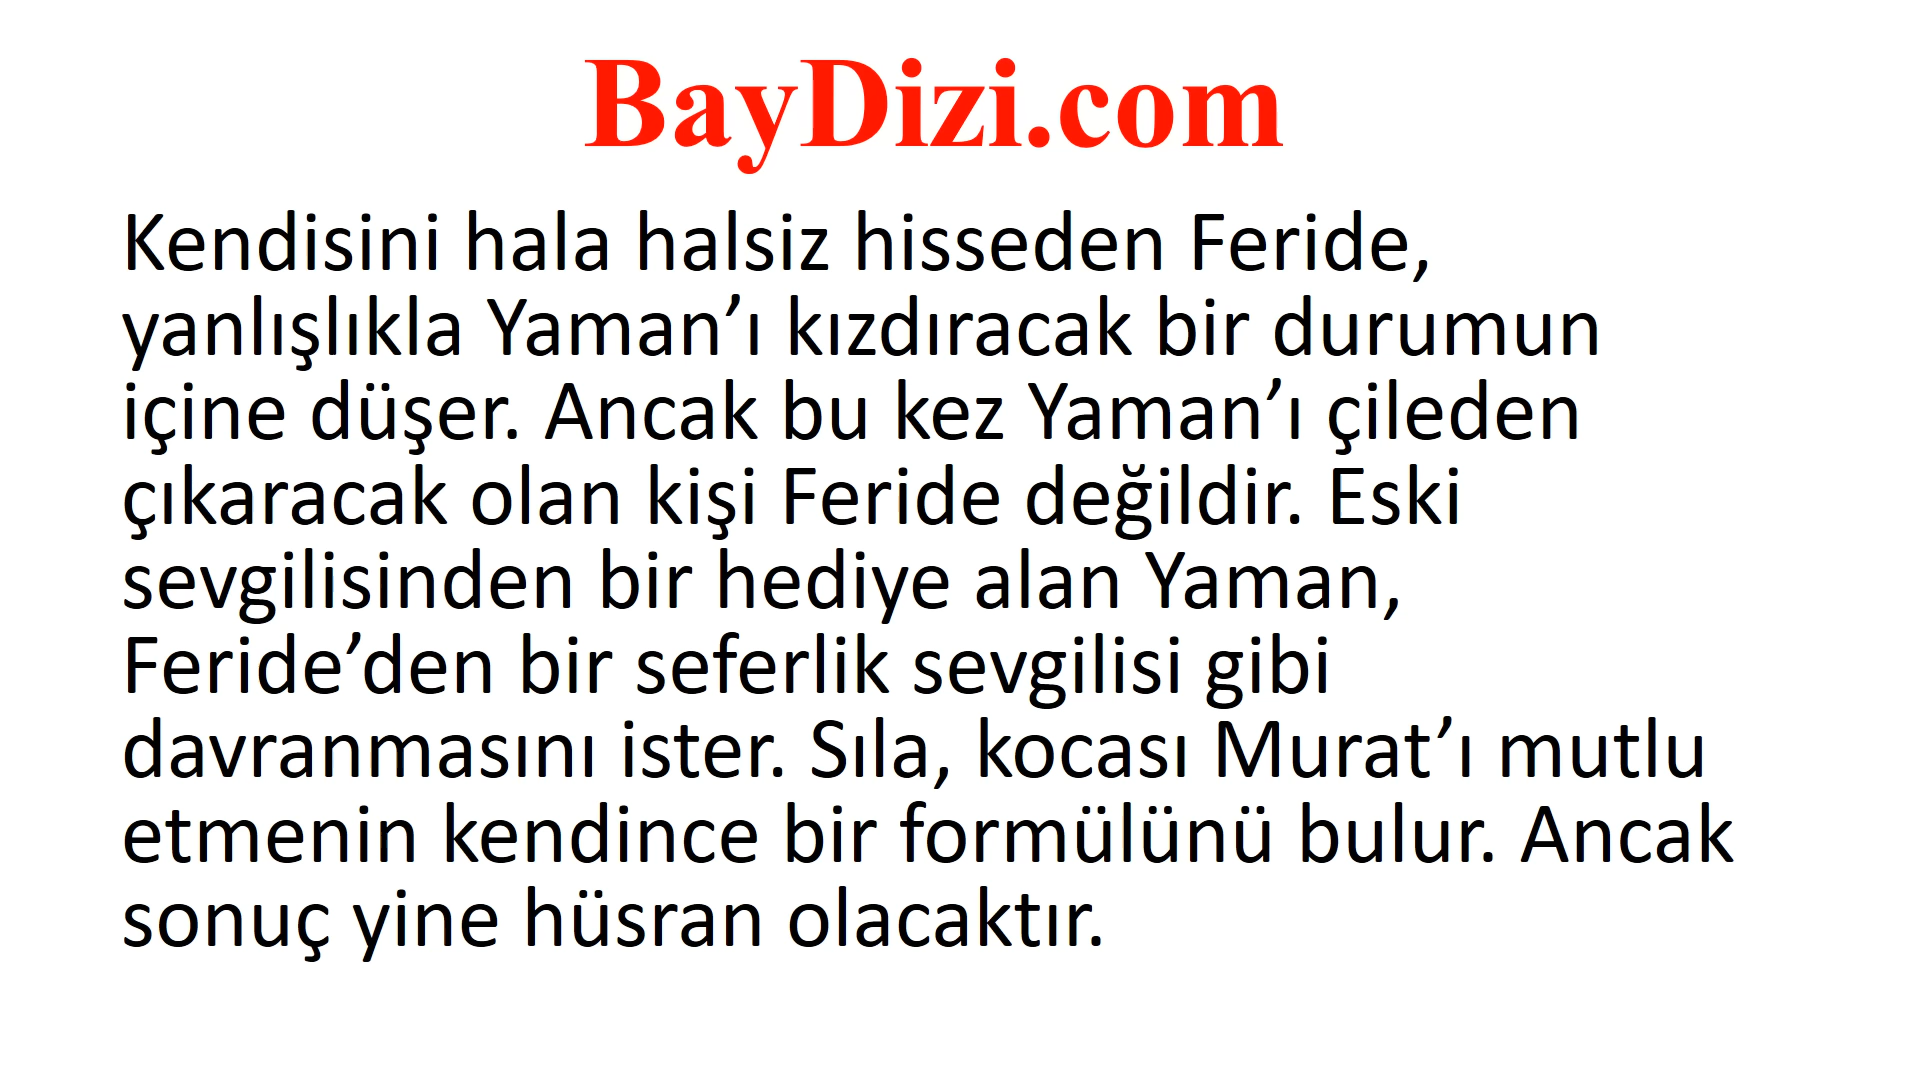 BayDizi.com
Kendisini hala halsiz hisseden Feride,
yanlışlıkla Yaman’ı kızdıracak bir durumun
içine düşer. Ancak bu kez Yaman’ı çileden
çıkaracak olan kişi Feride değildir. Eski
sevgilisinden bir hediye alan Yaman,
Feride’den bir seferlik sevgilisi gibi
davranmasını ister. Sıla, kocası Murat’ı mutlu
etmenin kendince bir formülünü bulur. Ancak
sonuç yine hüsran olacaktır.